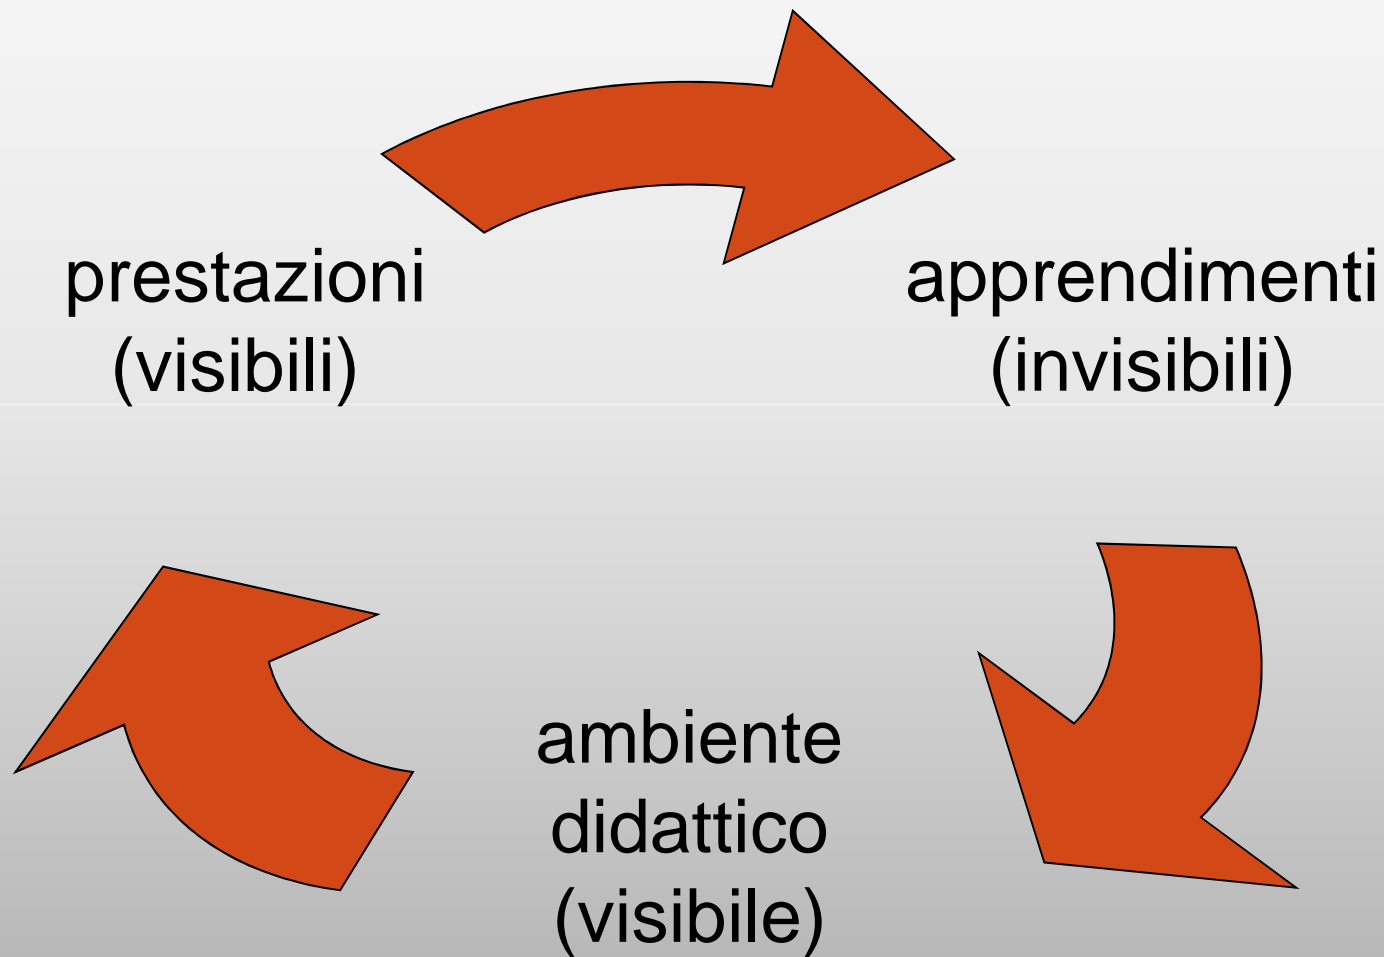 prestazioni
(visibili)
apprendimenti
(invisibili)
ambiente
didattico
(visibile)